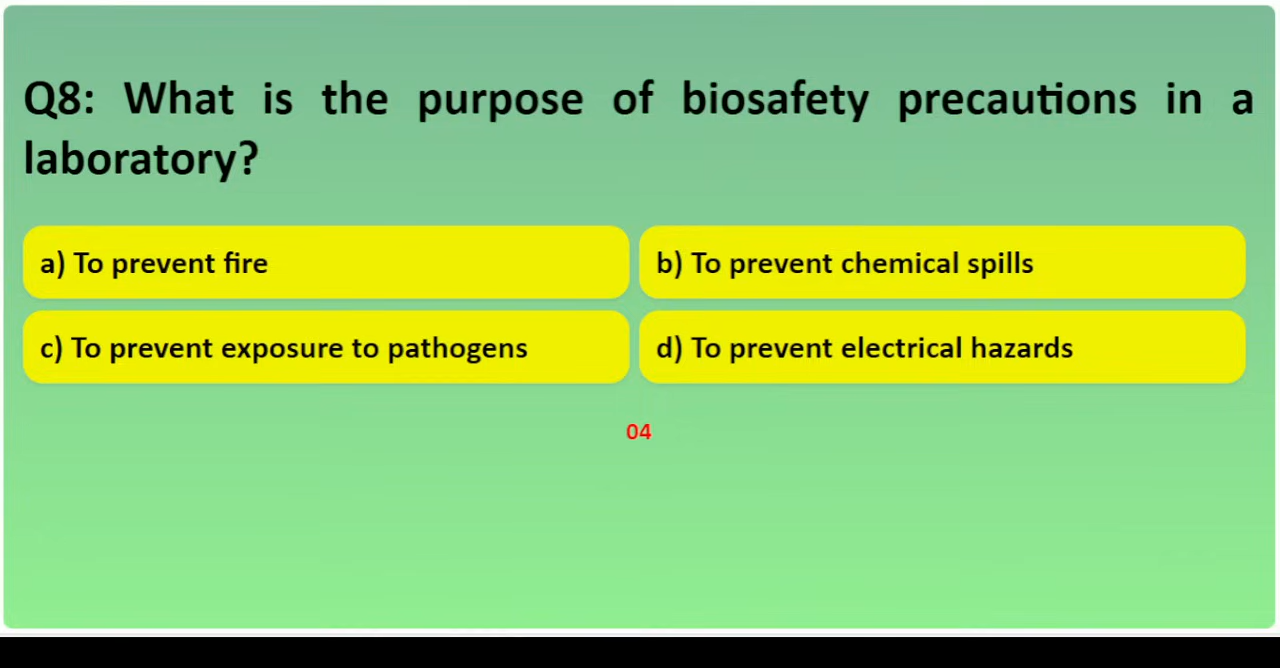 Q8: What is the purpose of biosafety precautions in a
laboratory?
a) To prevent fire
b) To prevent chemical spills
c) To prevent exposure to pathogens
d) To prevent electrical hazards
04